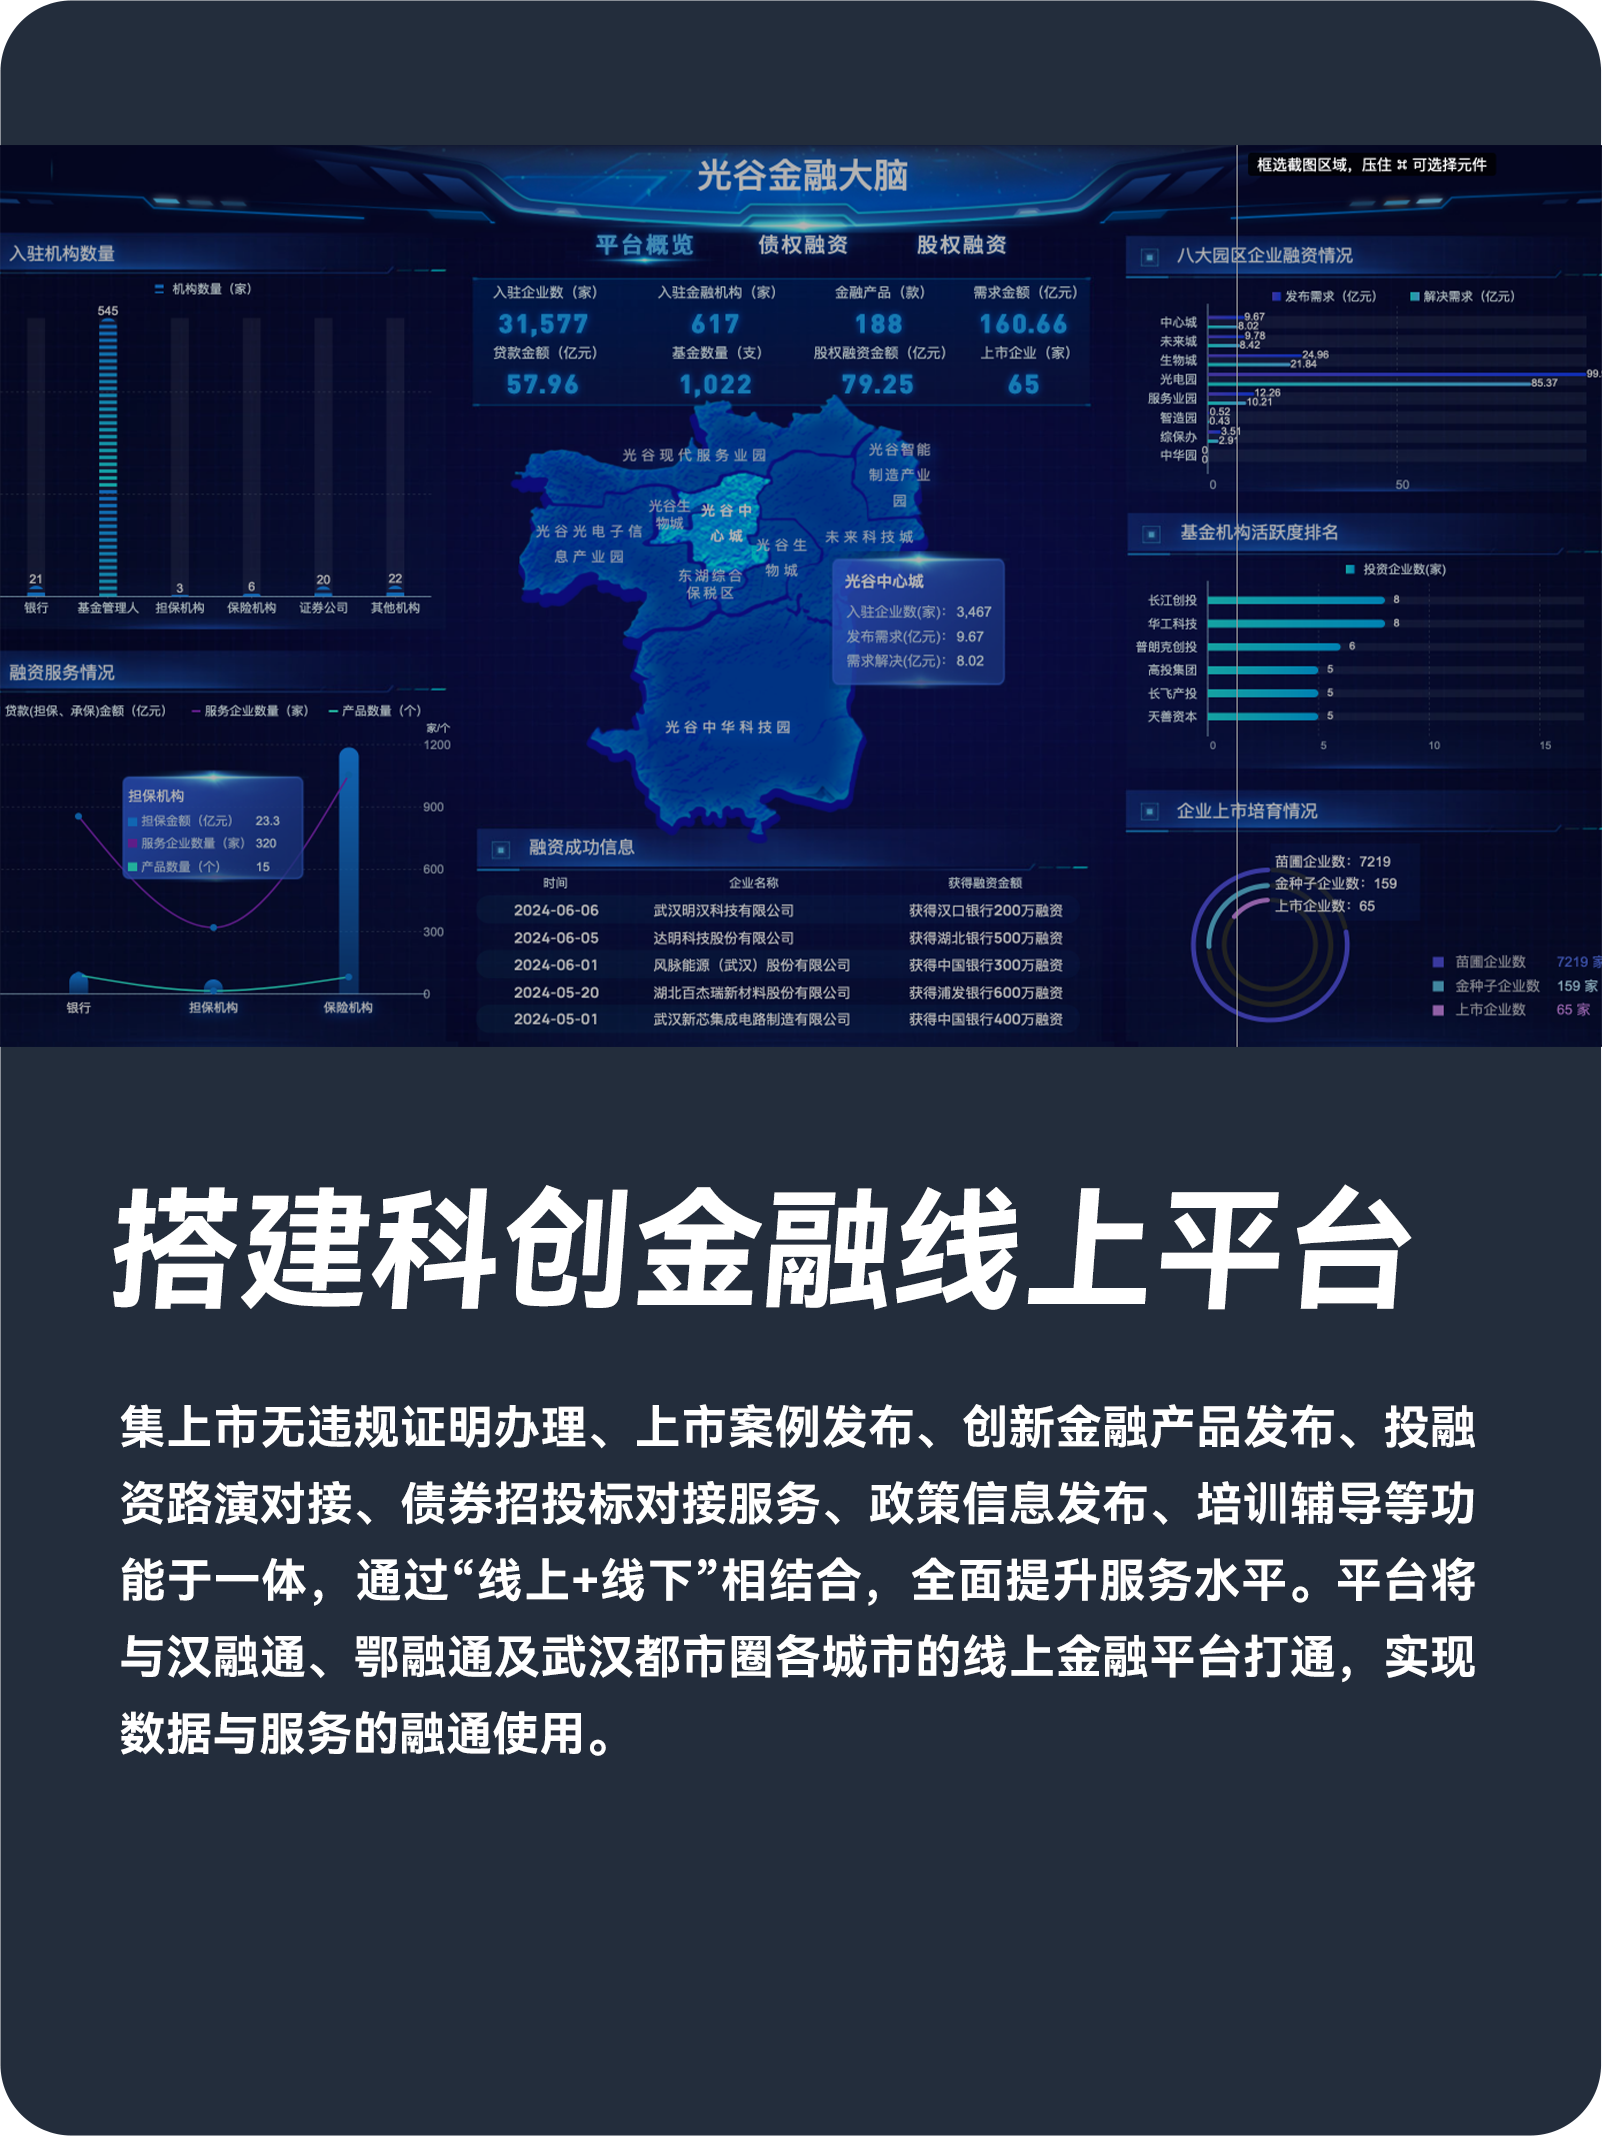 光谷金融大脑
框选截图区域，压住 ⌘ 可选择元件
平台概览 债权融资 股权融资
入驻机构数量
机构数量（家）
545
21 3 6 20 22
银行 基金管理人 担保机构 保险机构 证券公司 其他机构
融资服务情况
贷款(担保、承保)金额（亿元） 服务企业数量（家） 产品数量（个）
家/个
1200
900
600
300
0
担保机构
担保金额（亿元） 23.3
服务企业数量（家） 320
产品数量（个） 15
银行 担保机构 保险机构
入驻企业数（家） 入驻金融机构（家） 金融产品（款） 需求金额（亿元）
31,577 617 188 160.66
贷款金额（亿元） 基金数量（支） 股权融资金额（亿元） 上市企业（家）
57.96 1,022 79.25 65
光谷现代服务业园
光谷智能
制造产业
园
光谷生
物城
光谷中
心城
光谷光电子信
息产业园
光谷生
物城
未来科技城
东湖综合
保税区
光谷中华科技园
光谷中心城
入驻企业数(家)： 3,467
发布需求(亿元)： 9.67
需求解决(亿元)： 8.02
融资成功信息
时间 企业名称 获得融资金额
2024-06-06 武汉明汉科技有限公司 获得汉口银行200万融资
2024-06-05 达明科技股份有限公司 获得湖北银行500万融资
2024-06-01 风脉能源（武汉）股份有限公司 获得中国银行300万融资
2024-05-20 湖北百杰瑞新材料股份有限公司 获得浦发银行600万融资
2024-05-01 武汉新芯集成电路制造有限公司 获得中国银行400万融资
八大园区企业融资情况
发布需求（亿元） 解决需求（亿元）
中心城 9.67 8.02
未来城 9.78 8.42
生物城 24.96 21.84
光电园 99. 85.37
服务业园 12.26 10.21
智造园 0.52 0.43
综保办 3.51 2.91
中华园 0 0
0 50
基金机构活跃度排名
投资企业数(家)
长江创投 8
华工科技 8
普朗克创投 6
高投集团 5
长飞产投 5
天善资本 5
0 5 10 15
企业上市培育情况
苗圃企业数：7219
金种子企业数：159
上市企业数：65
苗圃企业数 7219 家
金种子企业数 159 家
上市企业数 65 家
搭建科创金融线上平台
集上市无违规证明办理、上市案例发布、创新金融产品发布、投融
资路演对接、债券招投标对接服务、政策信息发布、培训辅导等功
能于一体，通过“线上+线下”相结合，全面提升服务水平。平台将
与汉融通、鄂融通及武汉都市圈各城市的线上金融平台打通，实现
数据与服务的融通使用。